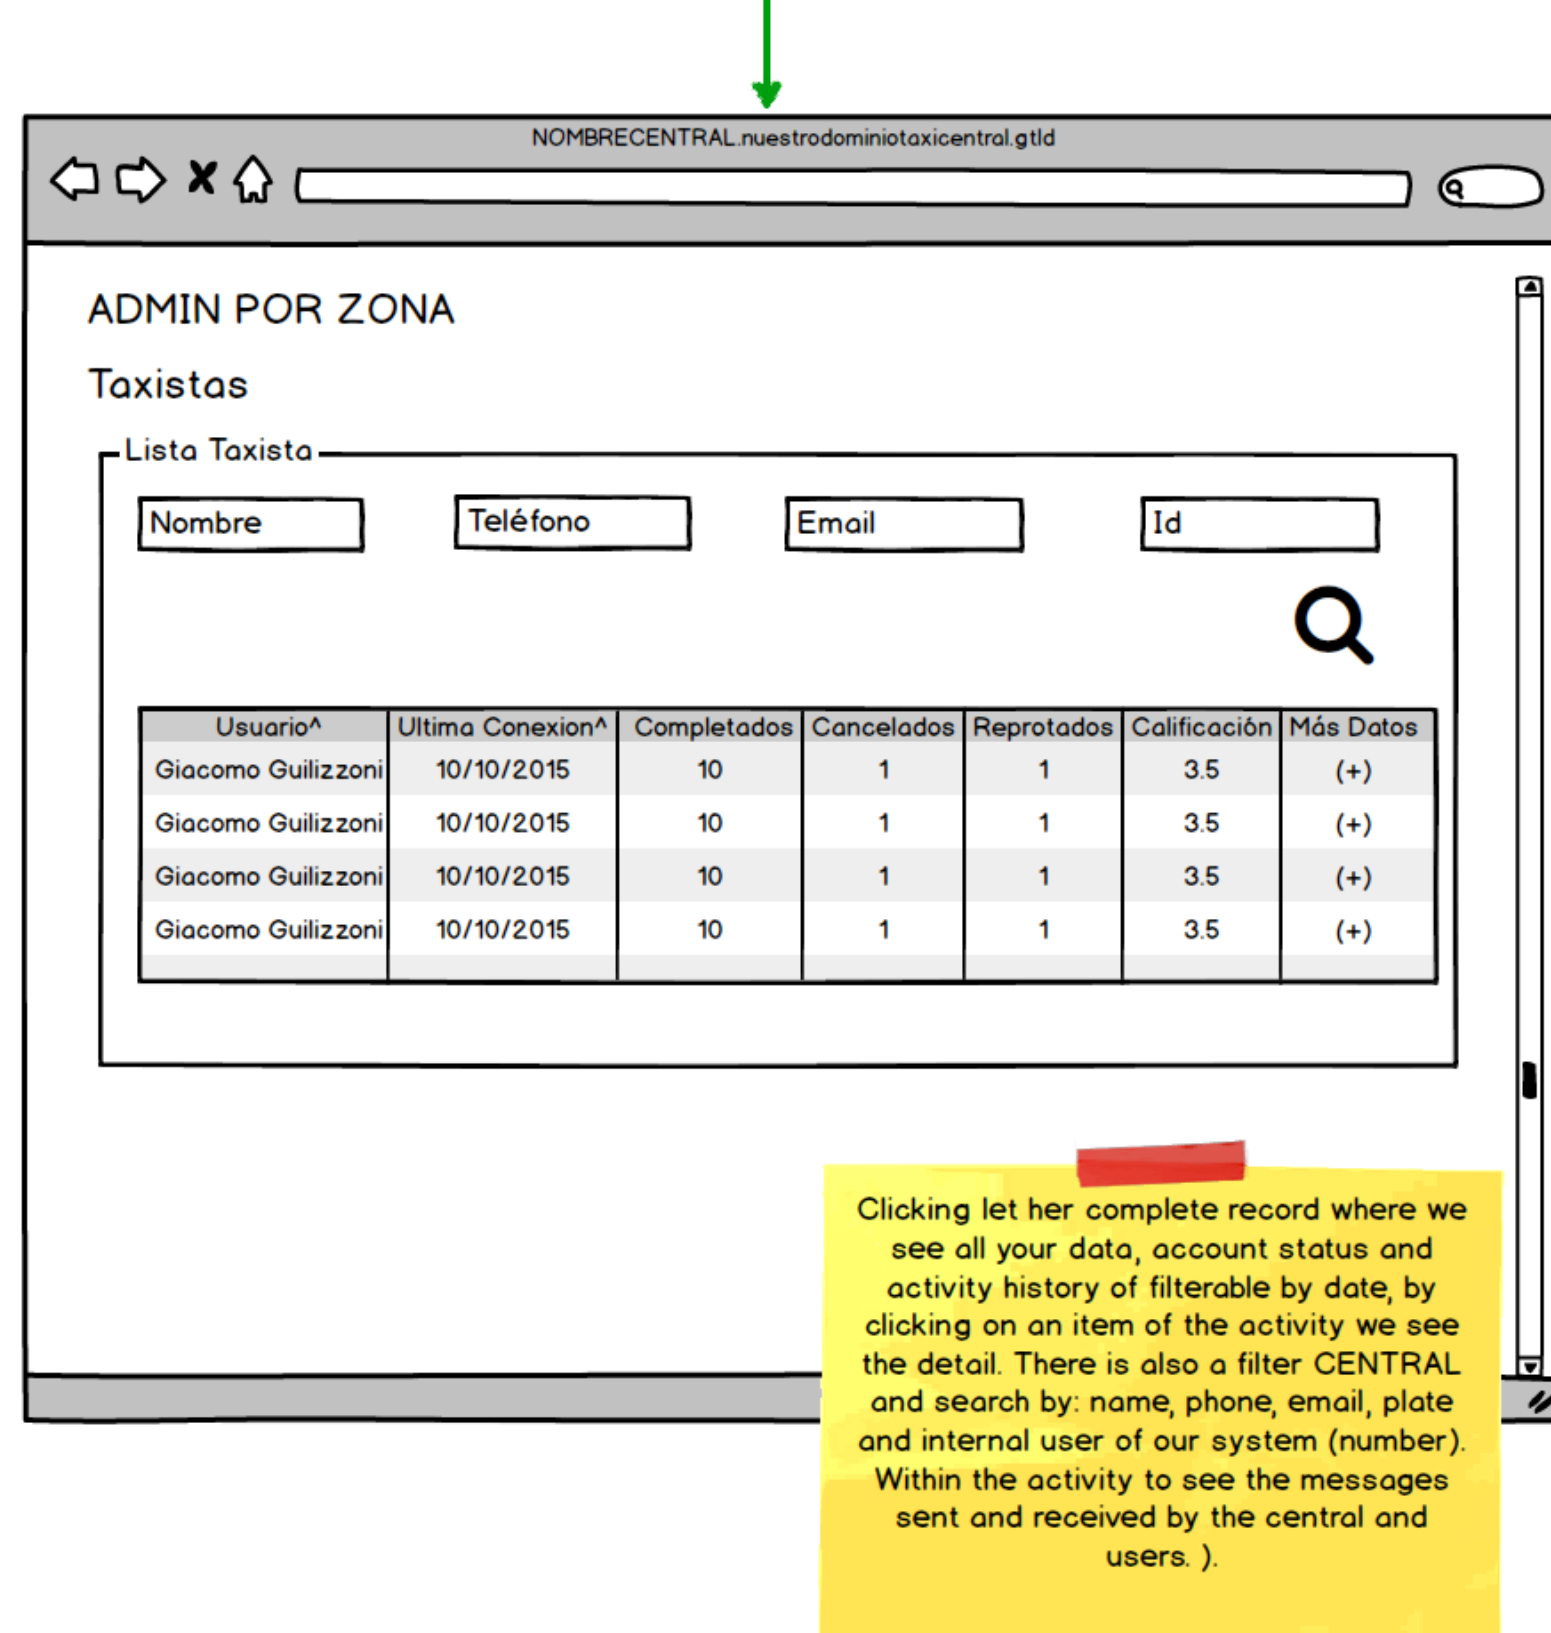 NOMBRECENTRAL.nuestrodominiotaxicentral.gtld
ADMIN POR ZONA
Taxistas
Lista Taxista
Nombre Teléfono Email Id
Usuario^ Ultima Conexion^ Completados Cancelados Reprotados Calificación Más Datos
Giacomo Guilizzoni 10/10/2015 10 1 1 3.5 (+)
Giacomo Guilizzoni 10/10/2015 10 1 1 3.5 (+)
Giacomo Guilizzoni 10/10/2015 10 1 1 3.5 (+)
Giacomo Guilizzoni 10/10/2015 10 1 1 3.5 (+)
Clicking let her complete record where we
see all your data, account status and
activity history of filterable by date, by
clicking on an item of the activity we see
the detail. There is also a filter CENTRAL
and search by: name, phone, email, plate
and internal user of our system (number).
Within the activity to see the messages
sent and received by the central and
users. ).